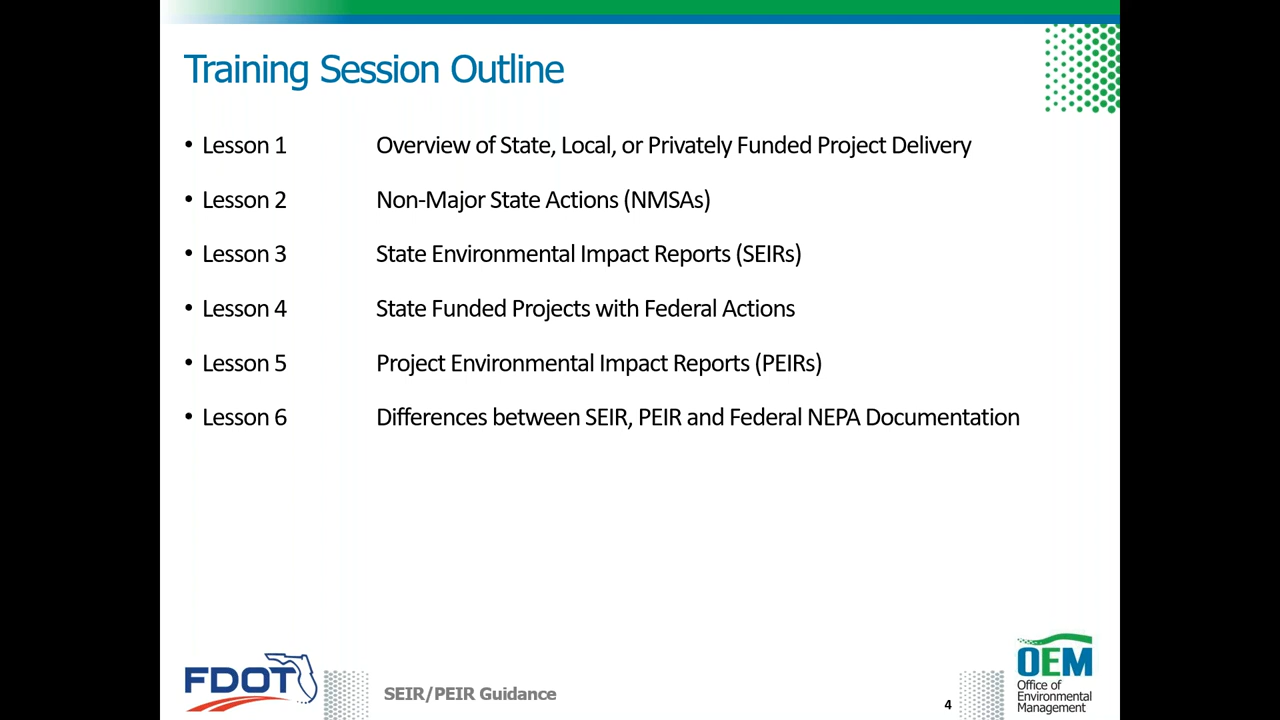 Training Session Outline
• Lesson 1 Overview of State, Local, or Privately Funded Project Delivery
• Lesson 2 Non-Major State Actions (NMSAs)
• Lesson 3 State Environmental Impact Reports (SEIRs)
• Lesson 4 State Funded Projects with Federal Actions
• Lesson 5 Project Environmental Impact Reports (PEIRs)
• Lesson 6 Differences between SEIR, PEIR and Federal NEPA Documentation
FDOT
SEIR/PEIR Guidance
4
OEM
Office of
Environmental
Management